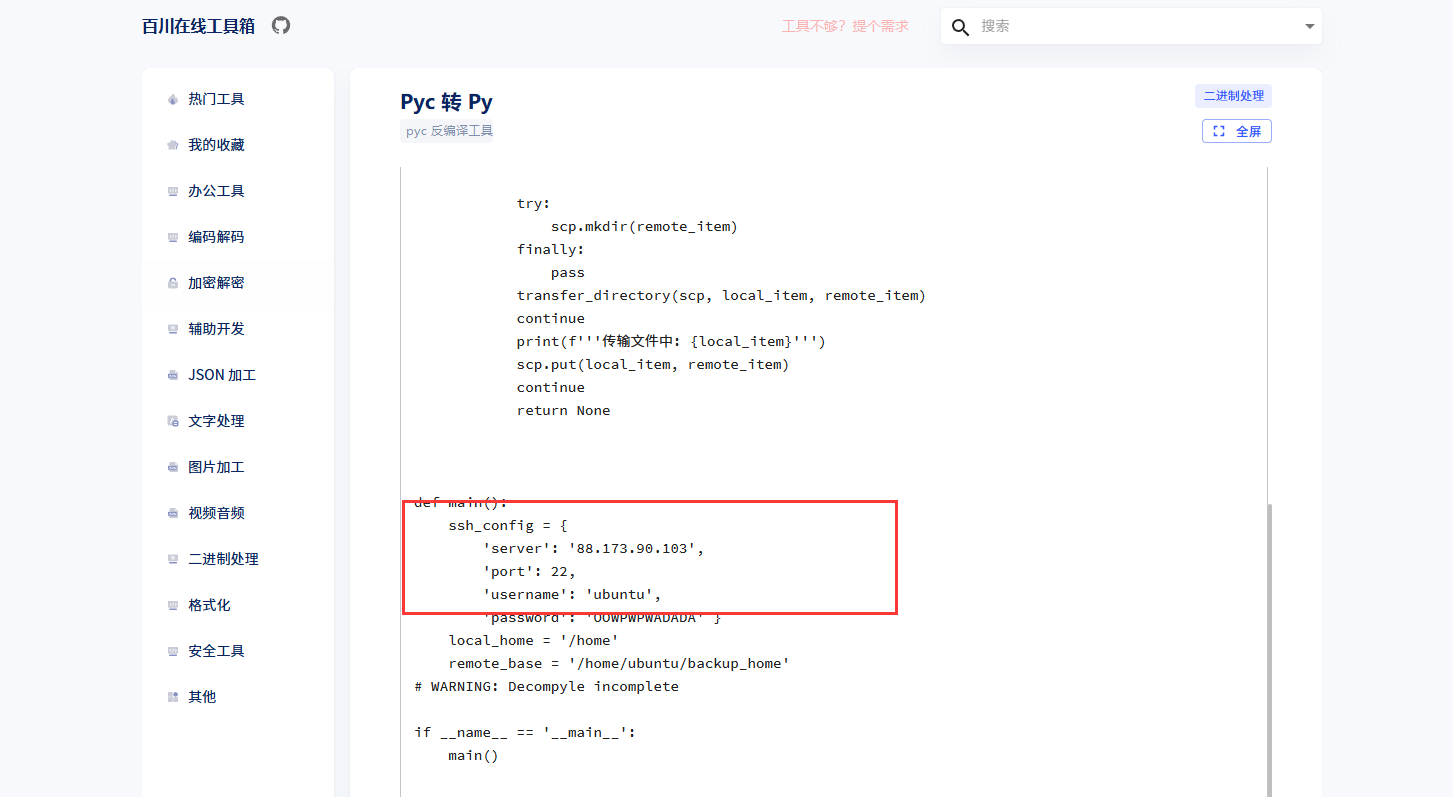 百川在线工具箱
工具不够？提个需求
搜索
热门工具
我的收藏
办公工具
编码解码
加密解密
辅助开发
JSON 加工
文字处理
图片加工
视频音频
二进制处理
格式化
安全工具
其他
Pyc 转 Py
pyc 反编译工具
二进制处理
全屏
try:
scp.mkdir(remote_item)
finally:
pass
transfer_directory(scp, local_item, remote_item)
continue
print(f'''传输文件中: {local_item}''')
scp.put(local_item, remote_item)
continue
return None
def main():
ssh_config = {
'server': '88.173.90.103',
'port': 22,
'username': 'ubuntu',
'password': 'OOWPWPWADADA' }
local_home = '/home'
remote_base = '/home/ubuntu/backup_home'
# WARNING: Decompyle incomplete
if __name__ == '__main__':
main()